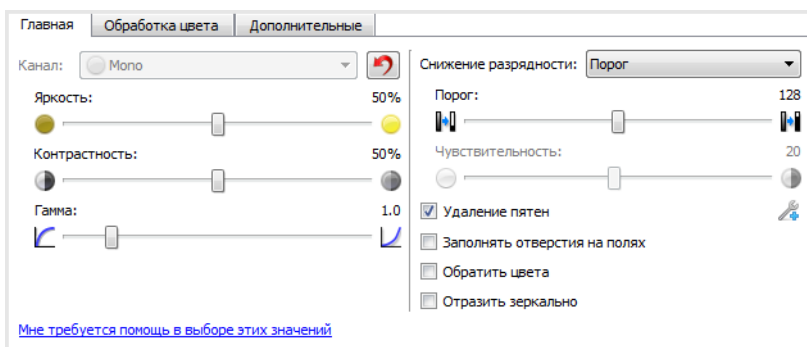 Главная Обработка цвета Дополнительные
Канал: Mono
Яркость: 50%
Контрастность: 50%
Гамма: 1.0
Мне требуется помощь в выборе этих значений
Снижение разрядности: Порог
Порог: 128
Чувствительность: 20
Удаление пятен
Заполнять отверстия на полях
Обратить цвета
Отразить зеркально